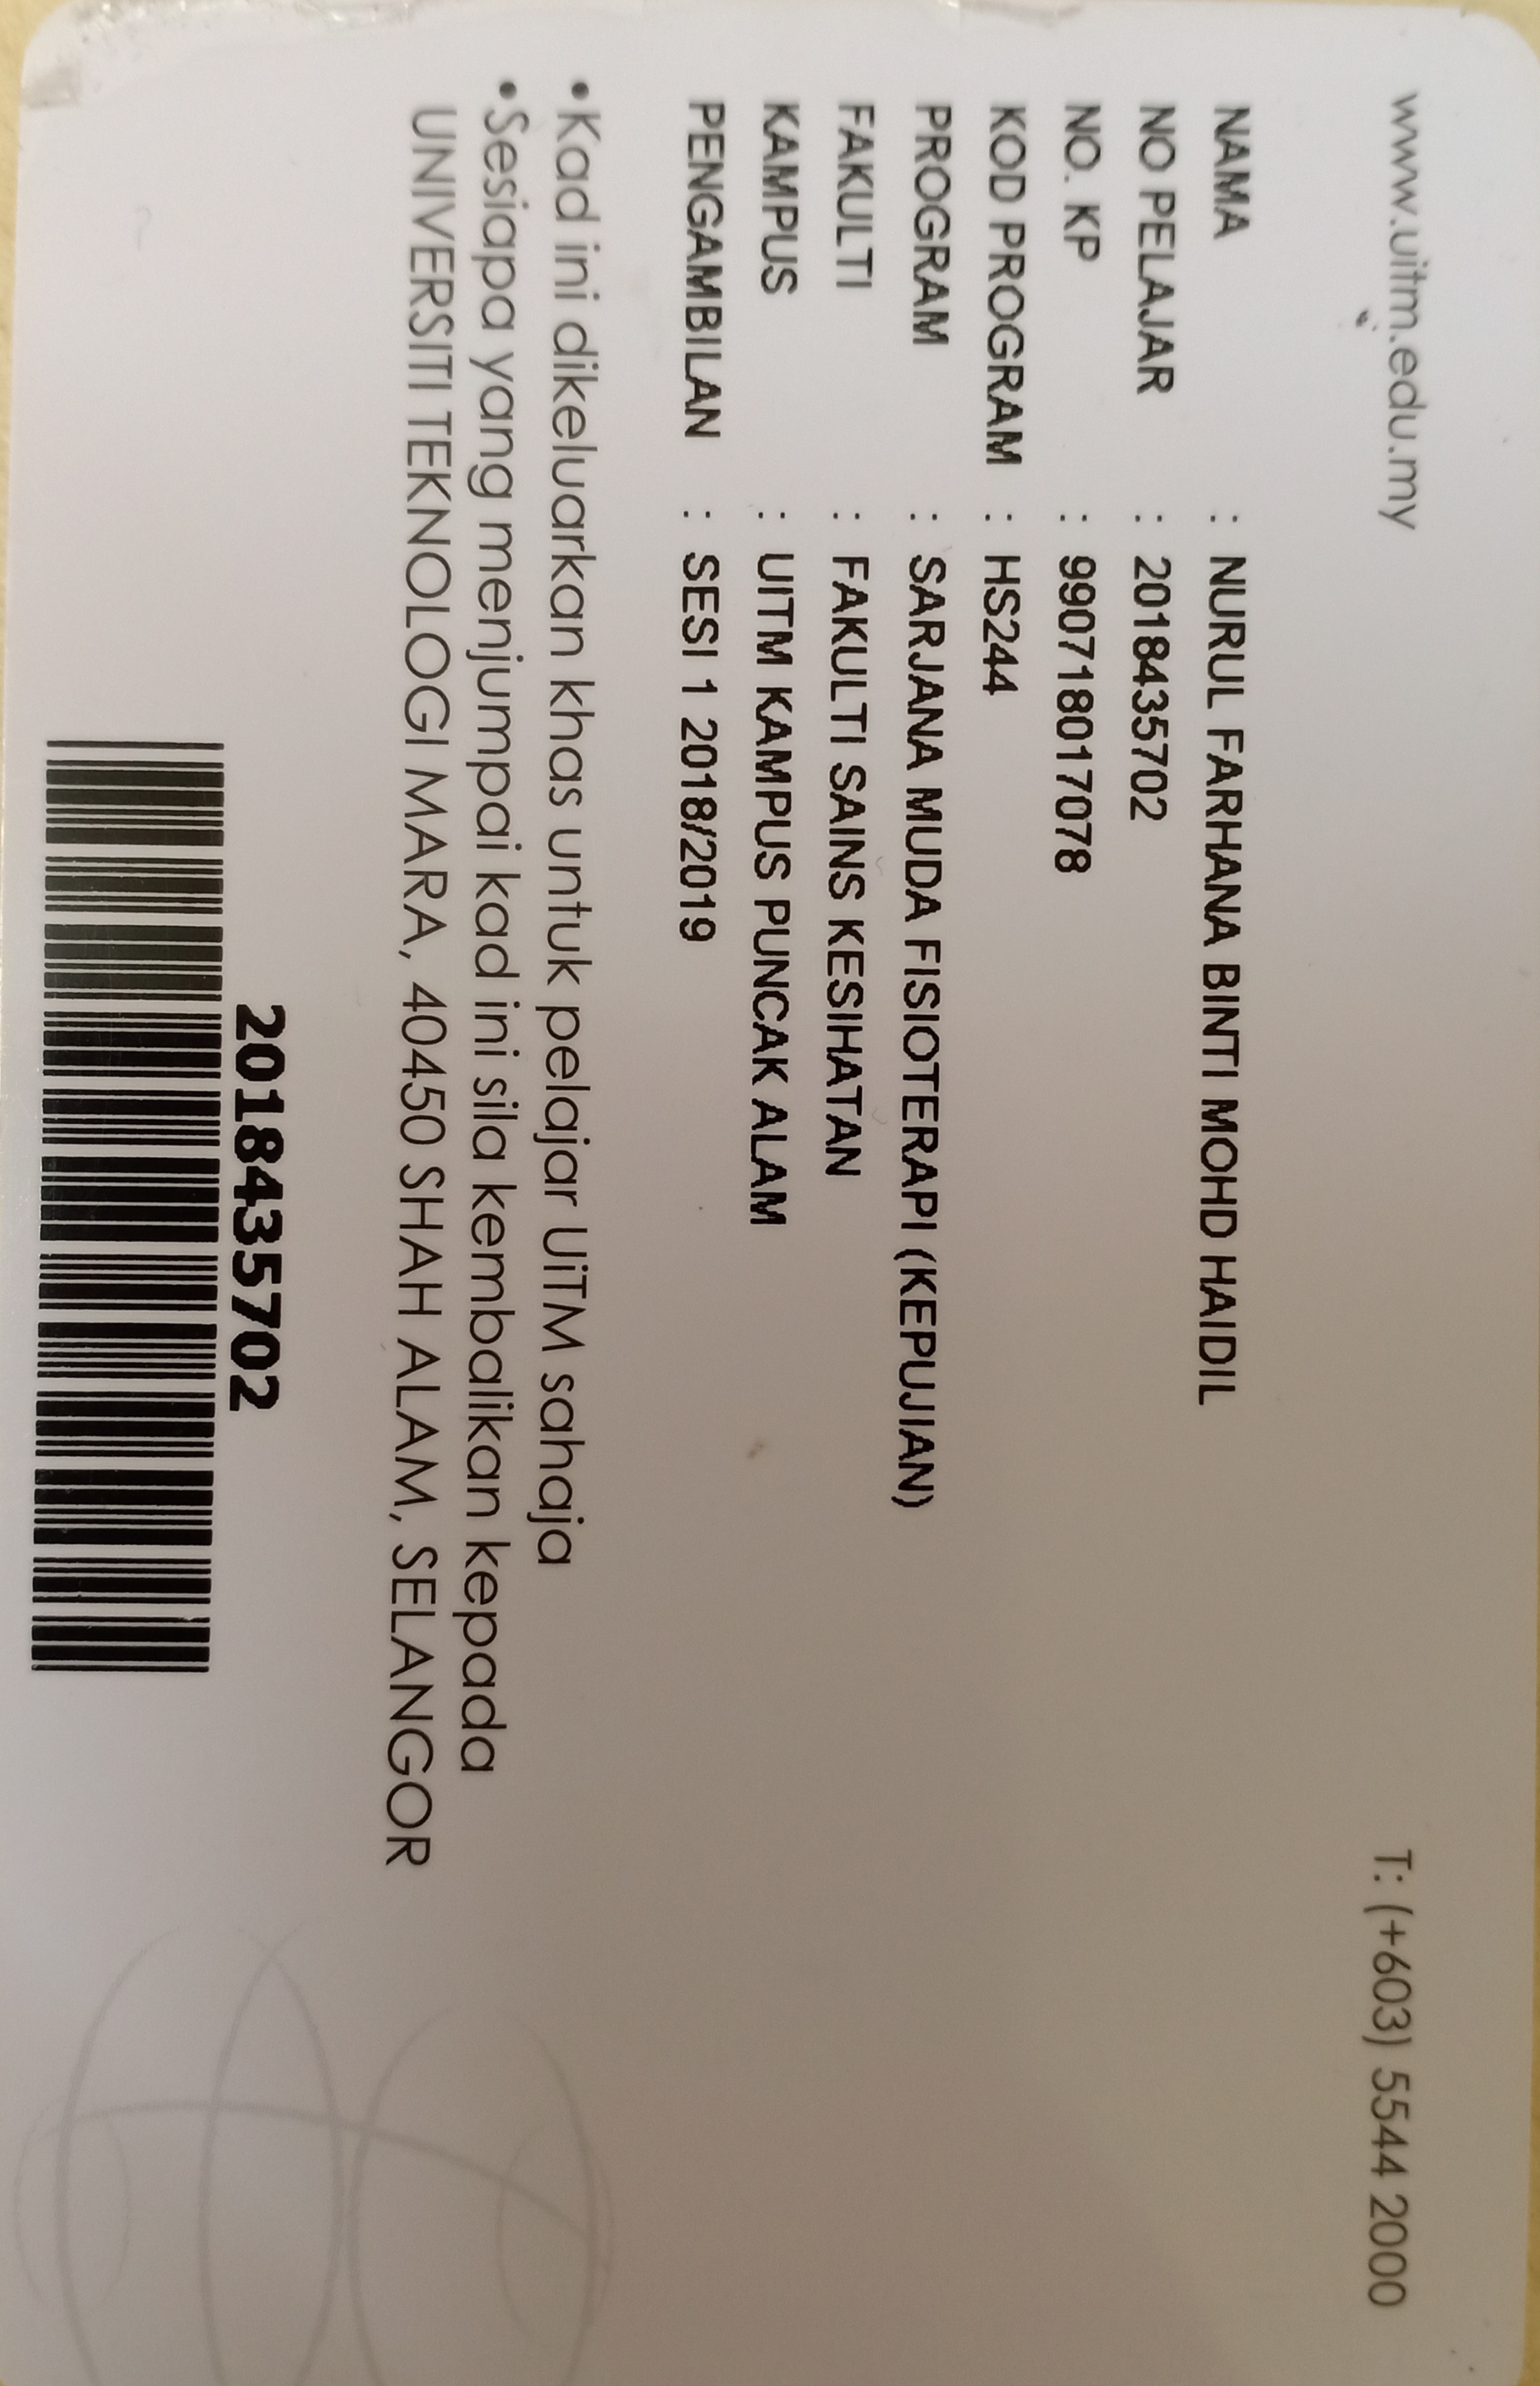 www.uitm.edu.my T: (+603) 5544 2000
NAMA : NURUL FARHANA BINTI MOHD HAIDIL
NO PELAJAR : 2018435702
NO. KP : 990718017078
KOD PROGRAM : HS244
PROGRAM : SARJANA MUDA FISIOTERAPI (KEPUJIAN)
FAKULTI : FAKULTI SAINS KESIHATAN
KAMPUS : UITM KAMPUS PUNCAK ALAM
PENGAMBILAN : SESI 1 2018/2019
•Kad ini dikeluarkan khas untuk pelajar UiTM sahaja
•Sesiapa yang menjumpai kad ini sila kembalikan kepada
UNIVERSITI TEKNOLOGI MARA, 40450 SHAH ALAM, SELANGOR
2018435702